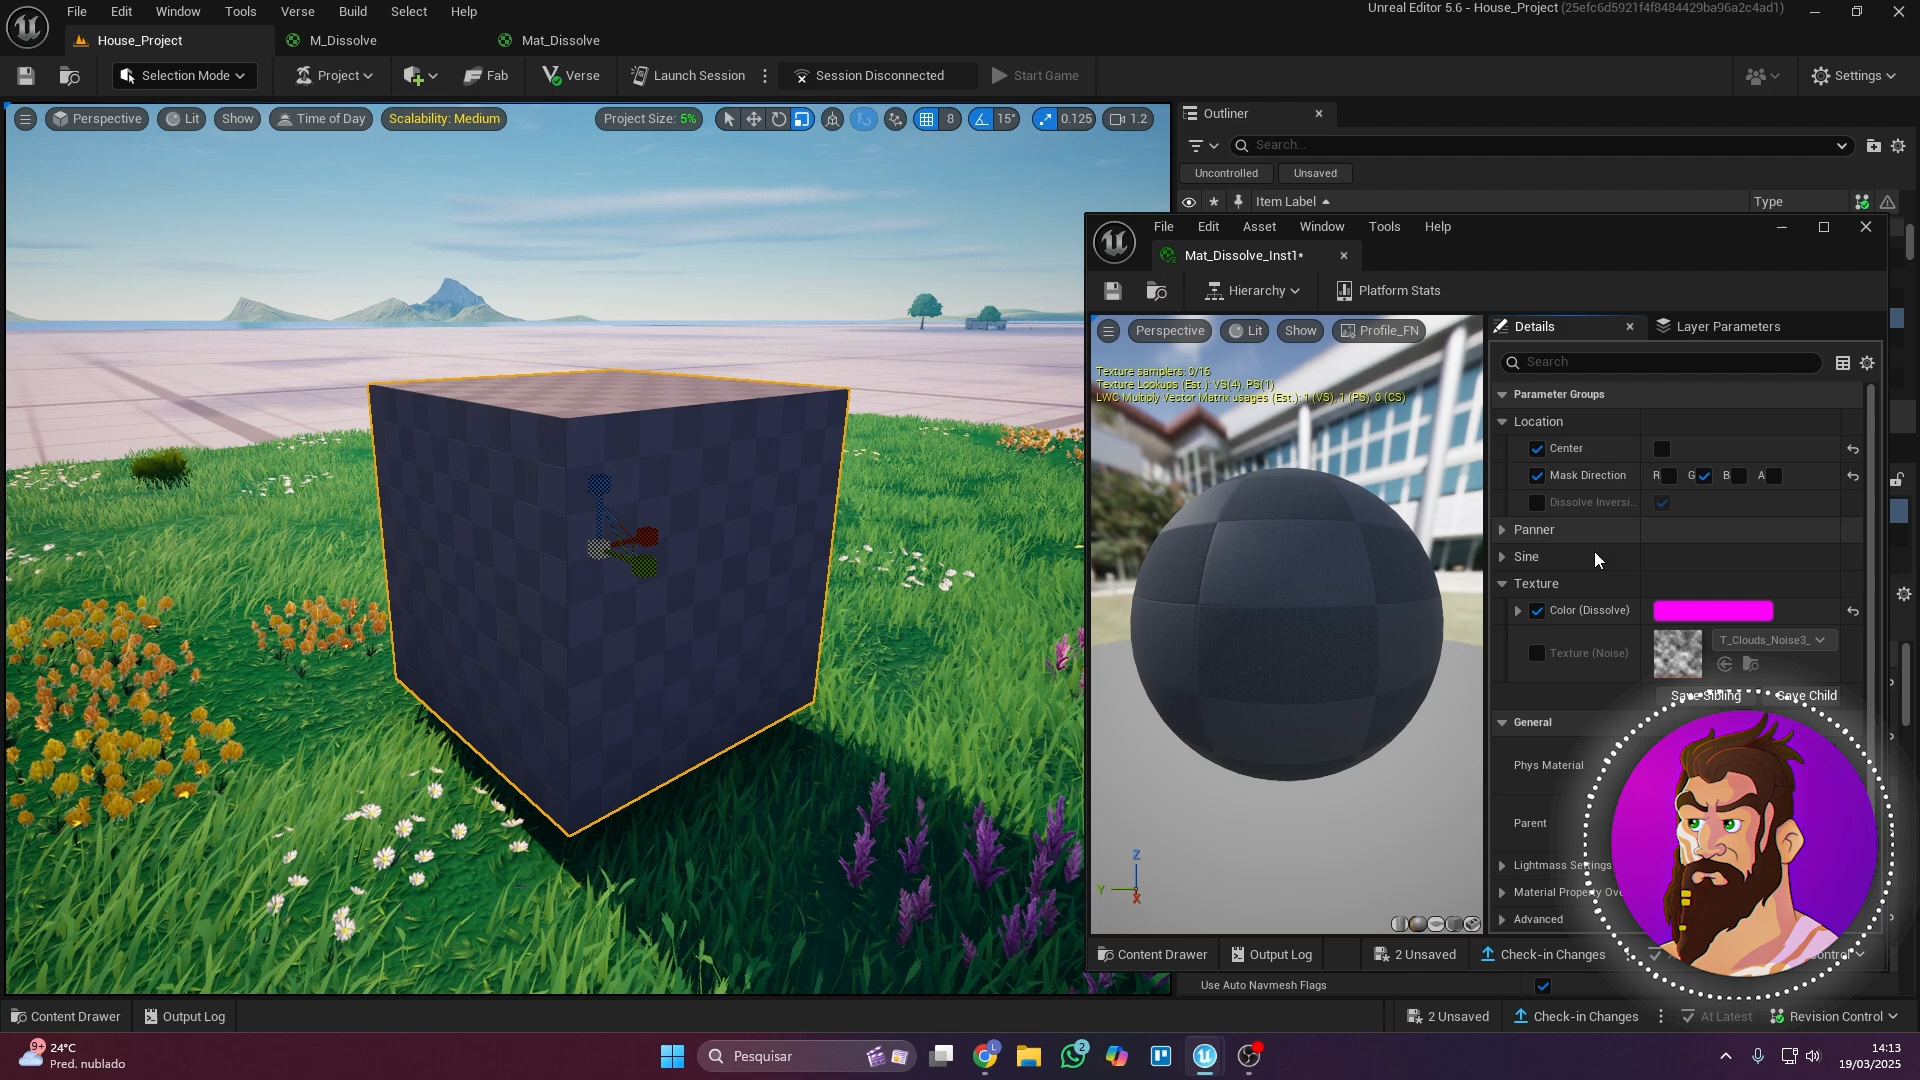 File Edit Window Tools Verse Build Select Help
Unreal Editor 5.6 - House_Project (25efc6d5921f4f8484429ba96a2c4ad1)
House_Project
M_Dissolve
Mat_Dissolve
Selection Mode
Project
Fab
Verse
Launch Session
Session Disconnected
Start Game
Settings
Perspective
Lit
Show
Time of Day
Scalability: Medium
Project Size: 5%
8
15°
0.125
1.2
Outliner
Search...
Uncontrolled
Unsaved
Item Label
Type
File Edit Asset Window Tools Help
Mat_Dissolve_Inst1*
Hierarchy
Platform Stats
Perspective
Lit
Show
Profile_FN
Texture samplers: 0/16
Texture Lookups (Est.): VS(4), PS(1)
LWC Multiply Vector Matrix usages (Est.): 1 (VS), 1 (PS), 0 (CS)
Z
Y
X
Details
Layer Parameters
Search
Parameter Groups
Location
Center
Mask Direction
R
G
B
A
Dissolve Inversi...
Panner
Sine
Texture
Color (Dissolve)
Texture (Noise)
T_Clouds_Noise3_
Save Sibling
Save Child
General
Phys Material
Parent
Lightmass Settings
Material Property Ov
Advanced
Content Drawer
Output Log
2 Unsaved
Check-in Changes
Use Auto Navmesh Flags
Content Drawer
Output Log
2 Unsaved
Check-in Changes
At Latest
Revision Control
9+
24°C
Pred. nublado
Pesquisar
L
2
14:13
19/03/2025